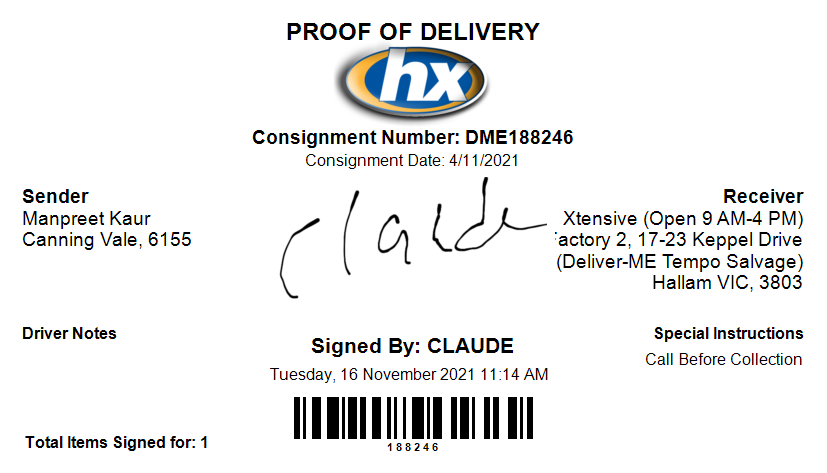 PROOF OF DELIVERY
hx
Consignment Number: DME188246
Consignment Date: 4/11/2021
Sender
Manpreet Kaur
Canning Vale, 6155
claude
Receiver
Xtensive (Open 9 AM-4 PM)
Factory 2, 17-23 Keppel Drive
(Deliver-ME Tempo Salvage)
Hallam VIC, 3803
Driver Notes
Signed By: CLAUDE
Tuesday, 16 November 2021 11:14 AM
Special Instructions
Call Before Collection
188246
Total Items Signed for: 1